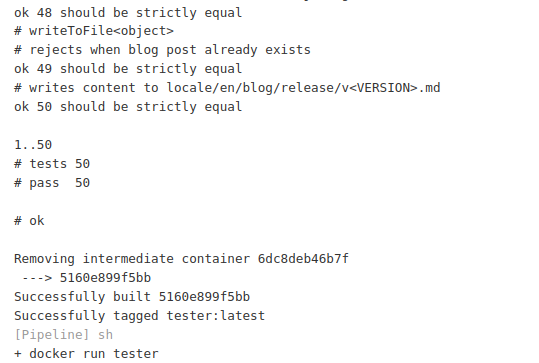 ok 48 should be strictly equal
# writeToFile<object>
# rejects when blog post already exists
ok 49 should be strictly equal
# writes content to locale/en/blog/release/v<VERSION>.md
ok 50 should be strictly equal
1..50
# tests 50
# pass  50
# ok
Removing intermediate container 6dc8deb46b7f
 ---> 5160e899f5bb
Successfully built 5160e899f5bb
Successfully tagged tester:latest
[Pipeline] sh
+ docker run tester